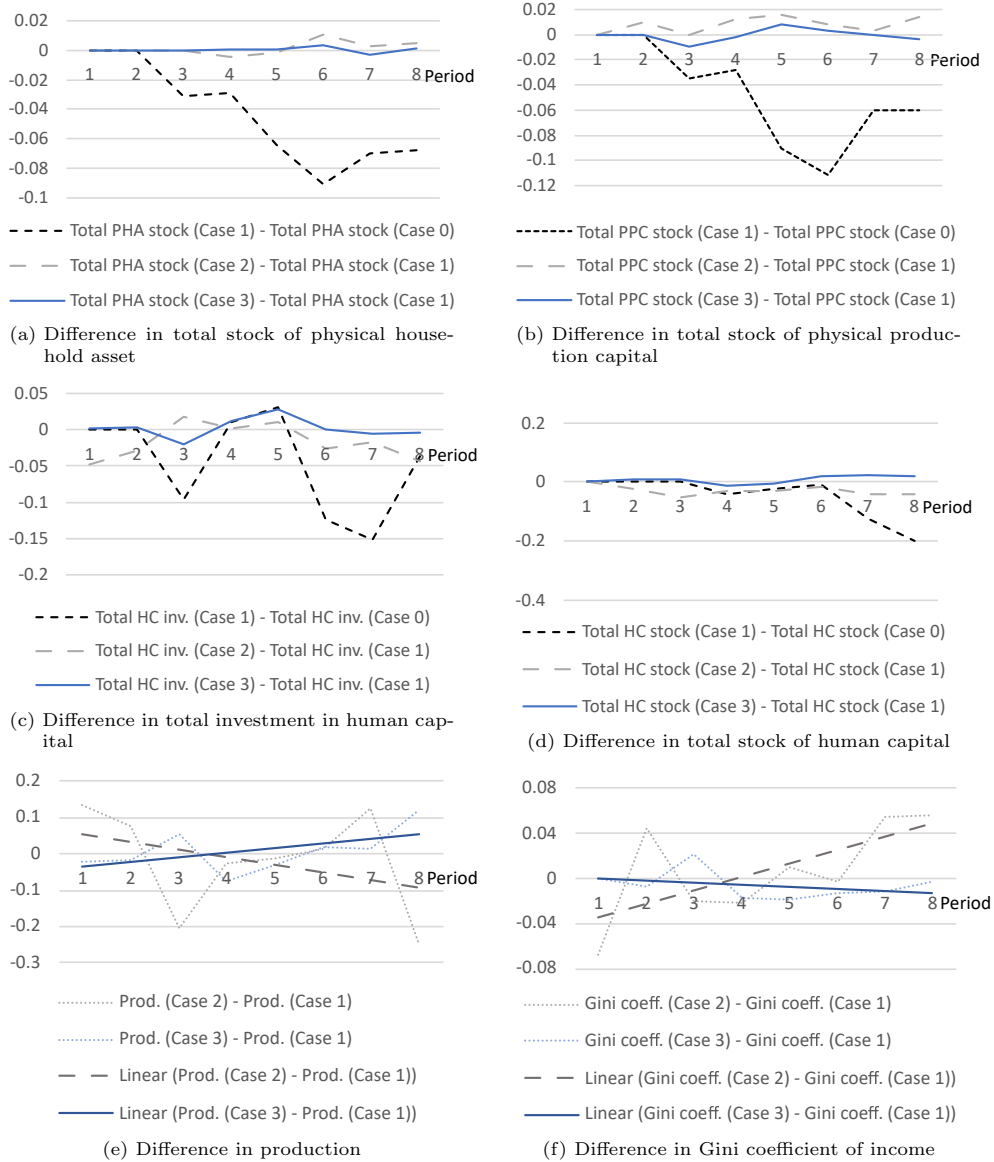 0.02
0
-0.02
-0.04
-0.06
-0.08
-0.1
1 2 3 4 5 6 7 8 Period
Total PHA stock (Case 1) - Total PHA stock (Case 0)
Total PHA stock (Case 2) - Total PHA stock (Case 1)
Total PHA stock (Case 3) - Total PHA stock (Case 1)
(a) Difference in total stock of physical house-
hold asset
0.02
0
-0.02
-0.04
-0.06
-0.08
-0.1
-0.12
1 2 3 4 5 6 7 8 Period
Total PPC stock (Case 1) - Total PPC stock (Case 0)
Total PPC stock (Case 2) - Total PPC stock (Case 1)
Total PPC stock (Case 3) - Total PPC stock (Case 1)
(b) Difference in total stock of physical produc-
tion capital
0.05
0
-0.05
-0.1
-0.15
-0.2
1 2 3 4 5 6 7 8 Period
Total HC inv. (Case 1) - Total HC inv. (Case 0)
Total HC inv. (Case 2) - Total HC inv. (Case 1)
Total HC inv. (Case 3) - Total HC inv. (Case 1)
(c) Difference in total investment in human cap-
ital
0.2
0
-0.2
-0.4
1 2 3 4 5 6 7 8 Period
Total HC stock (Case 1) - Total HC stock (Case 0)
Total HC stock (Case 2) - Total HC stock (Case 1)
Total HC stock (Case 3) - Total HC stock (Case 1)
(d) Difference in total stock of human capital
0.2
0.1
0
-0.1
-0.2
-0.3
1 2 3 4 5 6 7 8 Period
Prod. (Case 2) - Prod. (Case 1)
Prod. (Case 3) - Prod. (Case 1)
Linear (Prod. (Case 2) - Prod. (Case 1))
Linear (Prod. (Case 3) - Prod. (Case 1))
(e) Difference in production
0.08
0.04
0
-0.04
-0.08
1 2 3 4 5 6 7 8 Period
Gini coeff. (Case 2) - Gini coeff. (Case 1)
Gini coeff. (Case 3) - Gini coeff. (Case 1)
Linear (Gini coeff. (Case 2) - Gini coeff. (Case 1))
Linear (Gini coeff. (Case 3) - Gini coeff. (Case 1))
(f) Difference in Gini coefficient of income